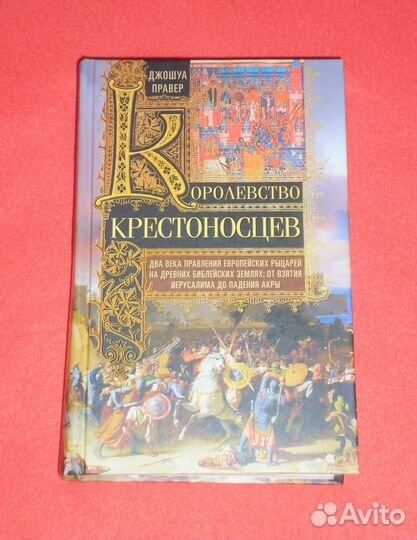 ДЖОШУА
ПРАВЕР
КОРОЛЕВСТВО
КРЕСТОНОСЦЕВ
ДВА ВЕКА ПРАВЛЕНИЯ ЕВРОПЕЙСКИХ РЫЦАРЕЙ
НА ДРЕВНИХ БИБЛЕЙСКИХ ЗЕМЛЯХ: ОТ ВЗЯТИЯ
ИЕРУСАЛИМА ДО ПАДЕНИЯ АКРЫ
Avito